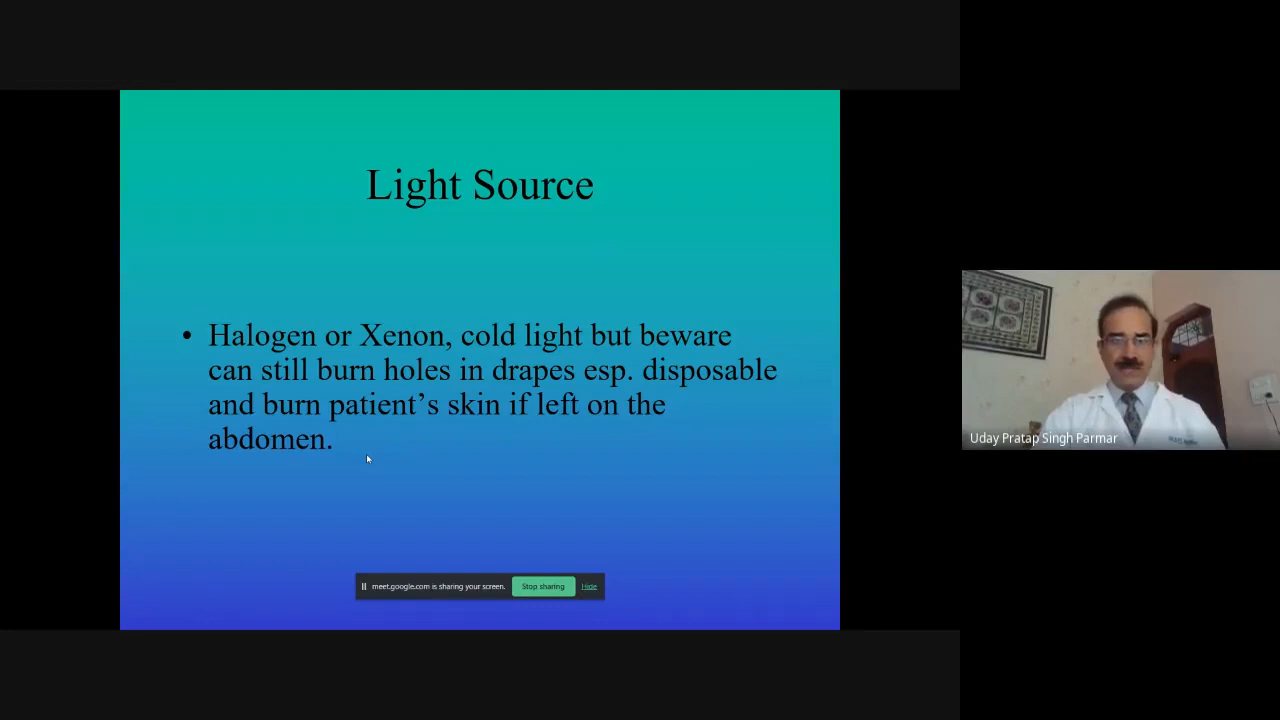 Light Source
• Halogen or Xenon, cold light but beware
can still burn holes in drapes esp. disposable
and burn patient’s skin if left on the
abdomen.
meet.google.com is sharing your screen. Stop sharing Hide
Uday Pratap Singh Parmar